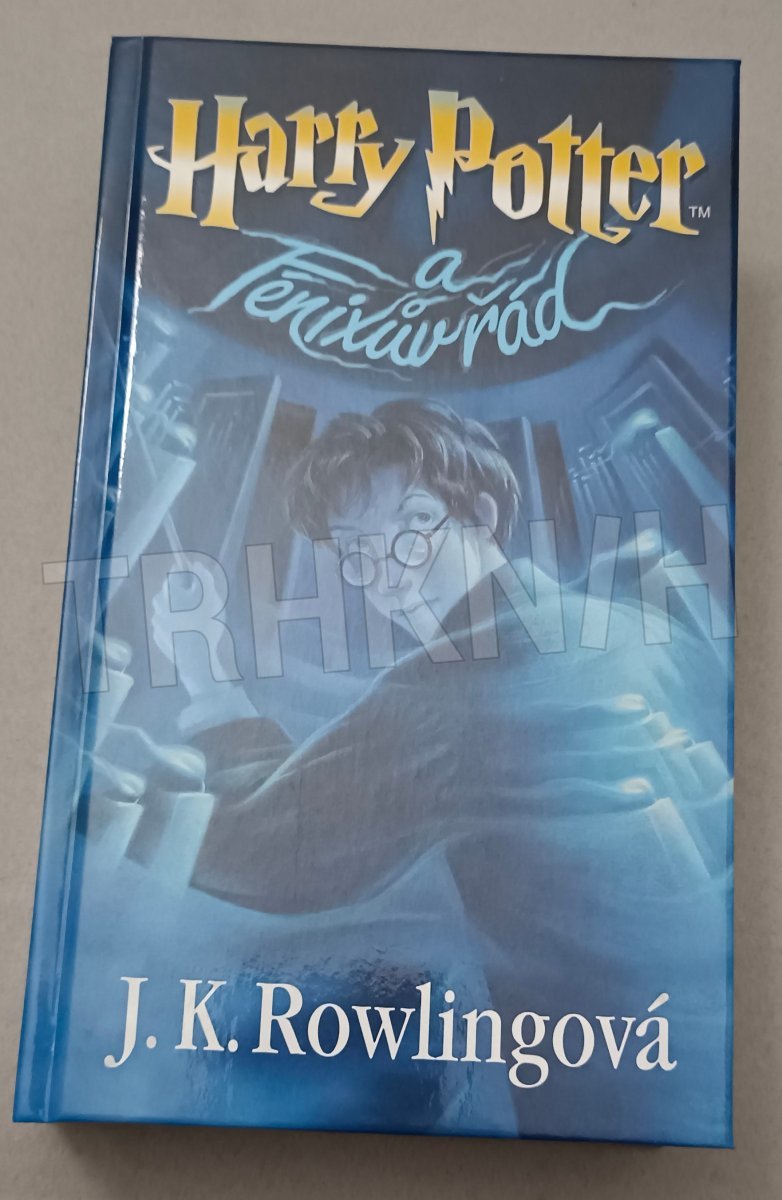 Harry Potter™
a
Fénixův řád
TRHKNIH
J. K. Rowlingová